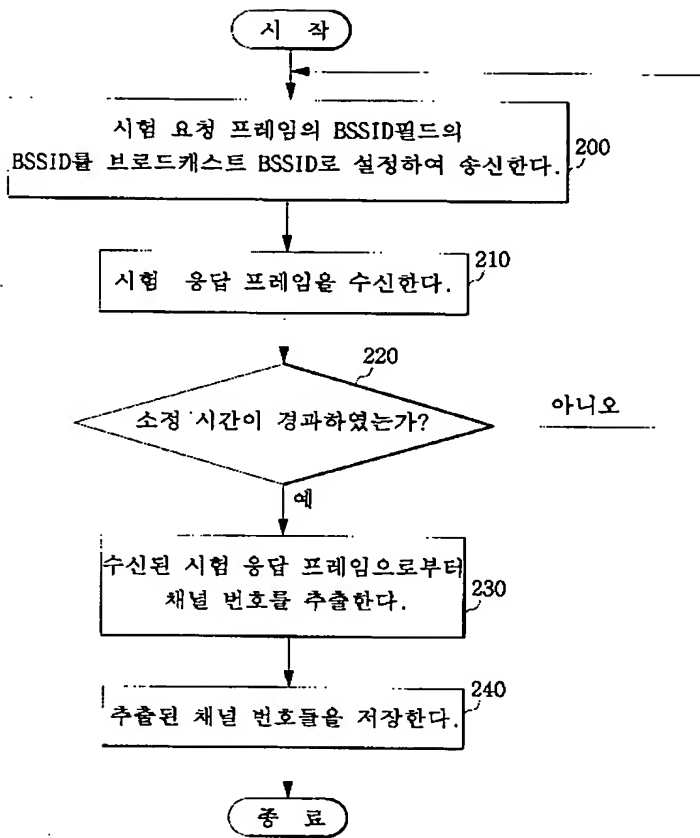 시 작
시험 요청 프레임의 BSSID필드의
BSSID를 브로드캐스트 BSSID로 설정하여 송신한다.
200
시험 응답 프레임을 수신한다.
210
220
소정 시간이 경과하였는가?
아니오
예
수신된 시험 응답 프레임으로부터
채널 번호를 추출한다.
230
추출된 채널 번호들을 저장한다.
240
종 료